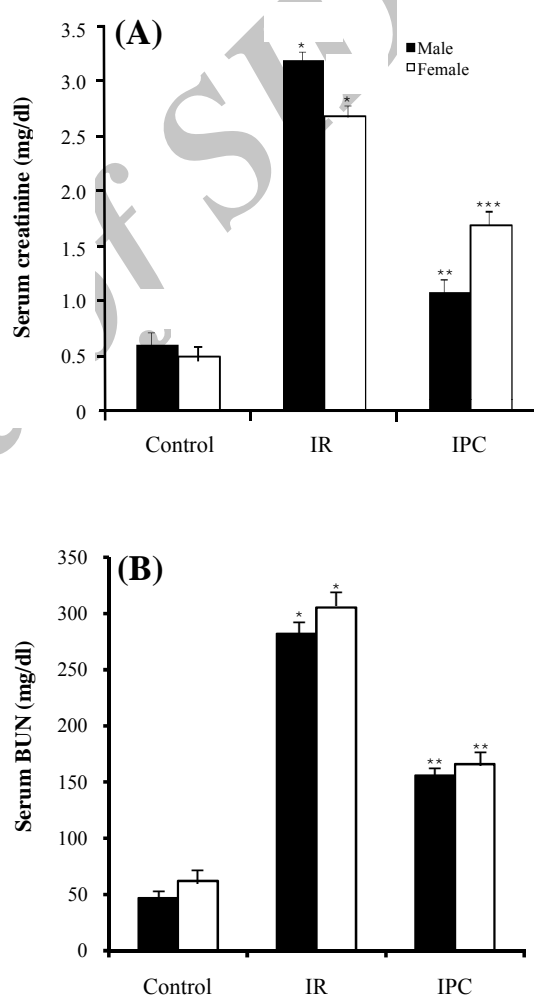 (A)
Serum creatinine (mg/dl)
3.5
3.0
2.5
2.0
1.5
1.0
0.5
0
Male
Female
*
*
**
***
Control IR IPC
(B)
Serum BUN (mg/dl)
350
300
250
200
150
100
50
0
*
*
**
**
Control IR IPC
of